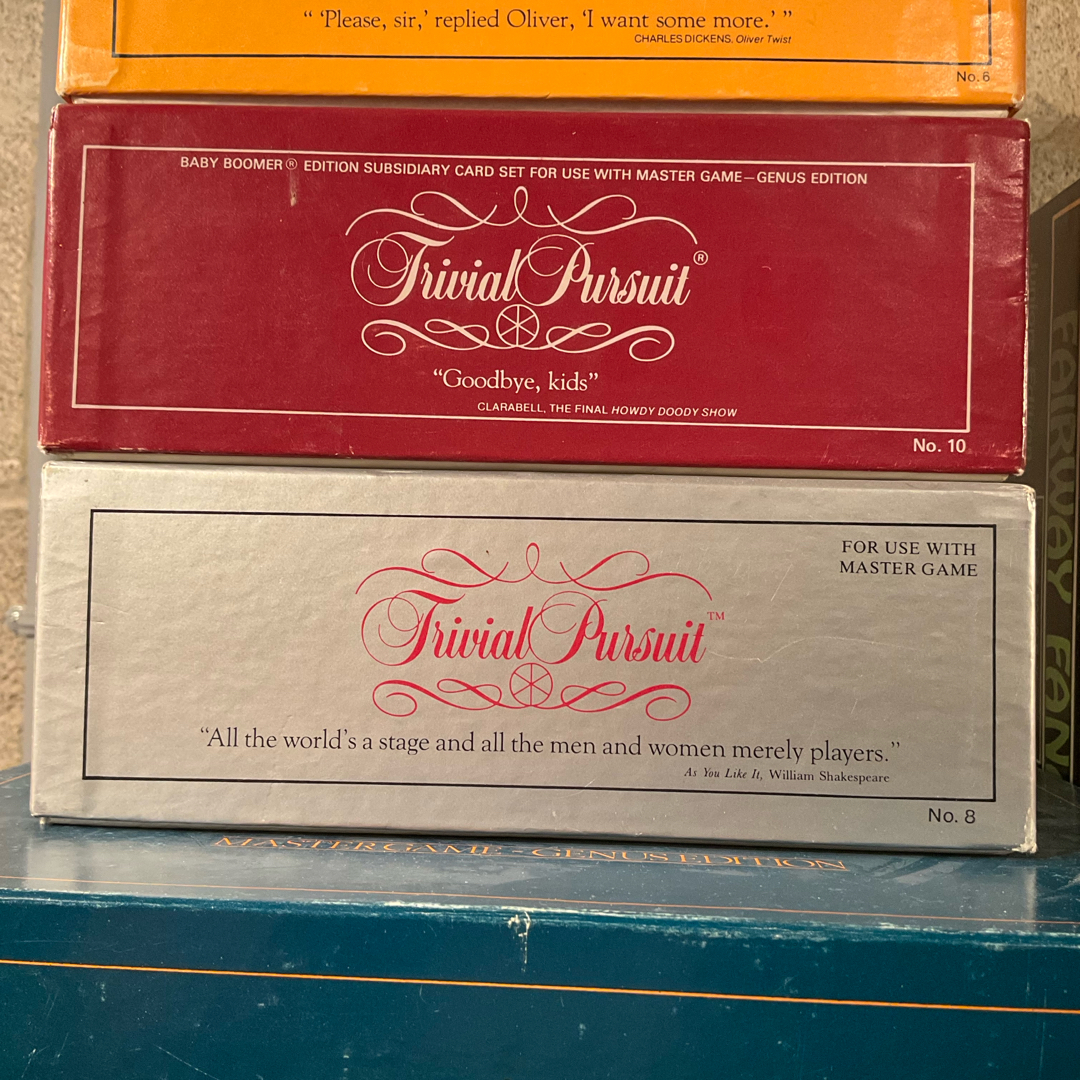 “ ‘Please, sir,’ replied Oliver, ‘I want some more.’ ”
CHARLES DICKENS, Oliver Twist
No. 6
BABY BOOMER® EDITION SUBSIDIARY CARD SET FOR USE WITH MASTER GAME—GENUS EDITION
Trivial Pursuit®
“Goodbye, kids”
CLARABELL, THE FINAL HOWDY DOODY SHOW
No. 10
FOR USE WITH
MASTER GAME
Trivial Pursuit™
“All the world’s a stage and all the men and women merely players.”
As You Like It, William Shakespeare
No. 8
MASTER GAME—GENUS EDITION